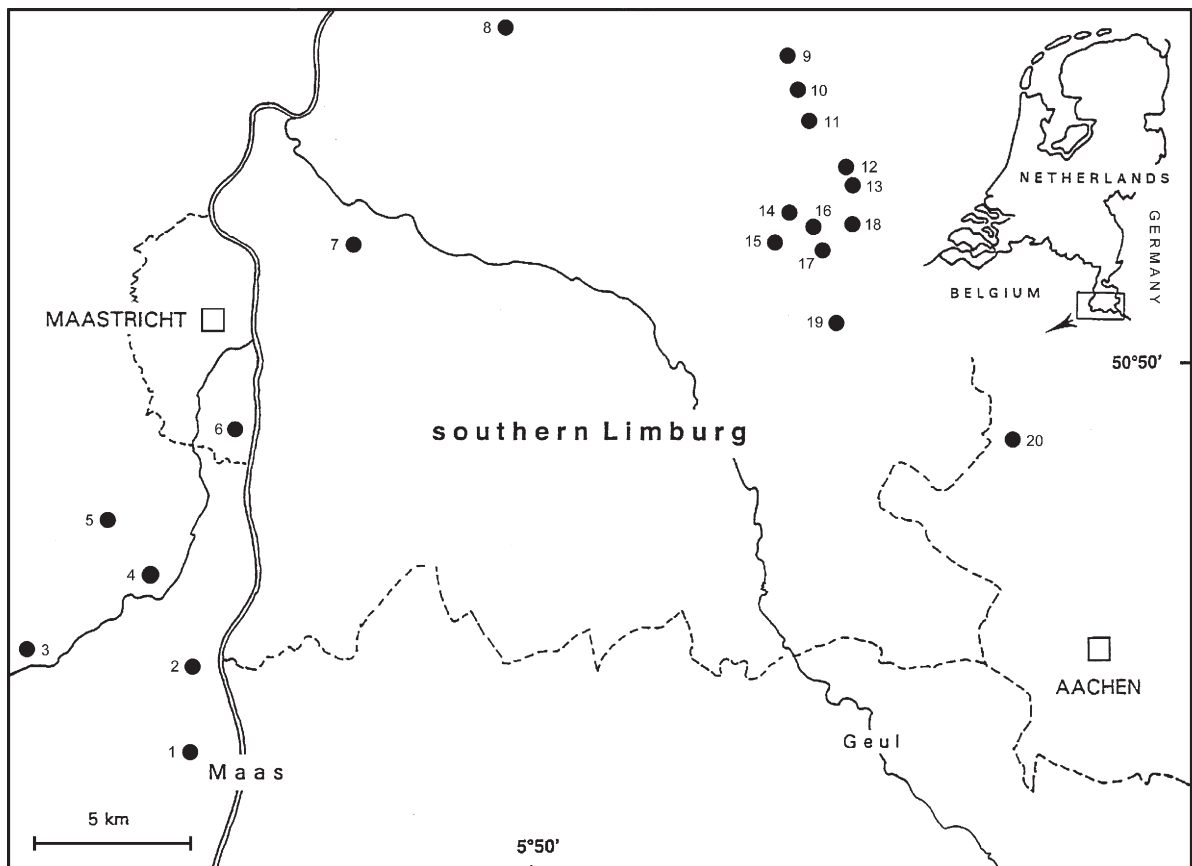 8
9
10
11
12
13
14
16
18
15
17
7
19
NETHERLANDS
GERMANY
BELGIUM
MAASTRICHT
50°50'
6
southern Limburg
20
5
4
3
2
AACHEN
1
Maas
Geul
5 km
5°50'